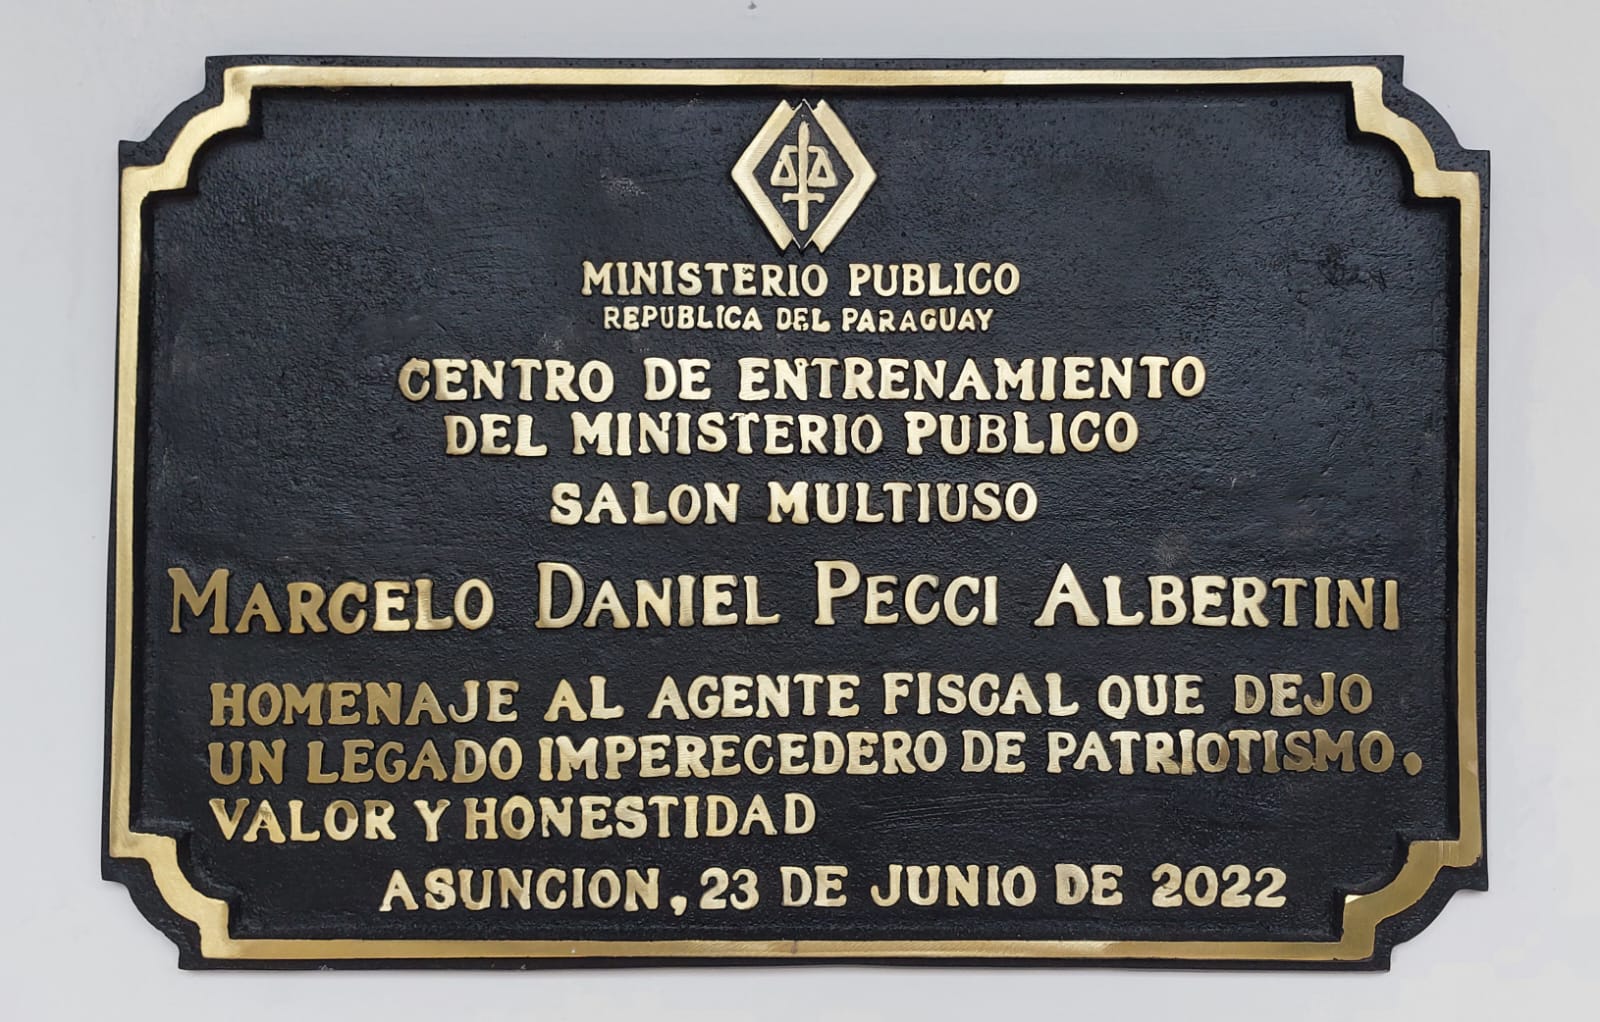 MINISTERIO PUBLICO
REPUBLICA DEL PARAGUAY
CENTRO DE ENTRENAMIENTO
DEL MINISTERIO PUBLICO
SALON MULTIUSO
MARCELO DANIEL PECCI ALBERTINI
HOMENAJE AL AGENTE FISCAL QUE DEJO
UN LEGADO IMPERECEDERO DE PATRIOTISMO.
VALOR Y HONESTIDAD
ASUNCION, 23 DE JUNIO DE 2022